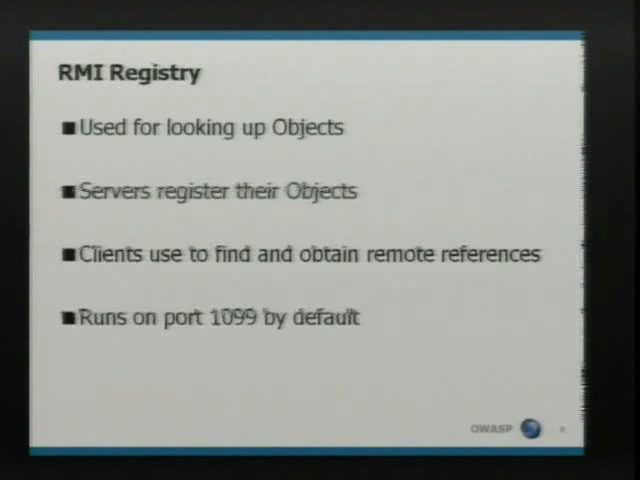 RMI Registry
Used for looking up Objects
Servers register their Objects
Clients use to find and obtain remote references
Runs on port 1099 by default
OWASP